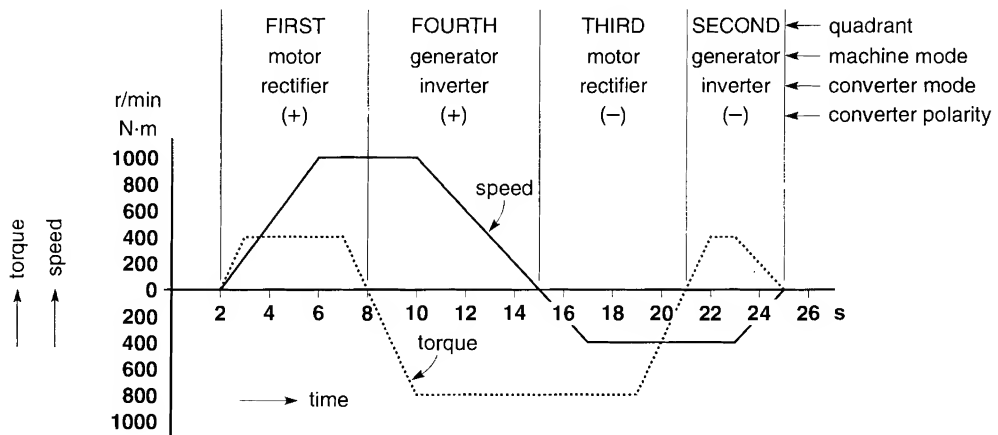 FIRST FOURTH THIRD SECOND quadrant
motor generator motor generator machine mode
rectifier inverter rectifier inverter converter mode
(+) (+) (−) (−) converter polarity
r/min
N·m
1000
800
600
400
200
0
200
400
600
800
1000
torque
speed
speed
torque
2 4 6 8 10 12 14 16 18 20 22 24 26 s
time